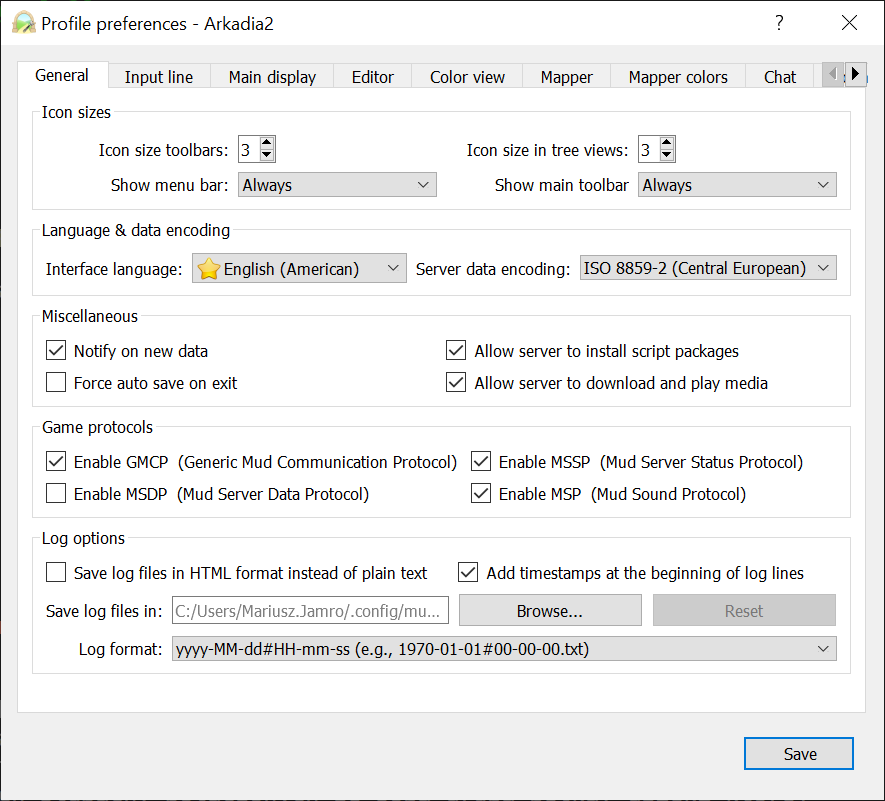 Profile preferences - Arkadia2 ?
General Input line Main display Editor Color view Mapper Mapper colors Chat
Icon sizes
Icon size toolbars: 3 Icon size in tree views: 3
Show menu bar: Always Show main toolbar Always
Language & data encoding
Interface language: English (American) Server data encoding: ISO 8859-2 (Central European)
Miscellaneous
Notify on new data Allow server to install script packages
Force auto save on exit Allow server to download and play media
Game protocols
Enable GMCP (Generic Mud Communication Protocol) Enable MSSP (Mud Server Status Protocol)
Enable MSDP (Mud Server Data Protocol) Enable MSP (Mud Sound Protocol)
Log options
Save log files in HTML format instead of plain text Add timestamps at the beginning of log lines
Save log files in: C:/Users/Mariusz.Jamro/.config/mu... Browse... Reset
Log format: yyyy-MM-dd#HH-mm-ss (e.g., 1970-01-01#00-00-00.txt)
Save